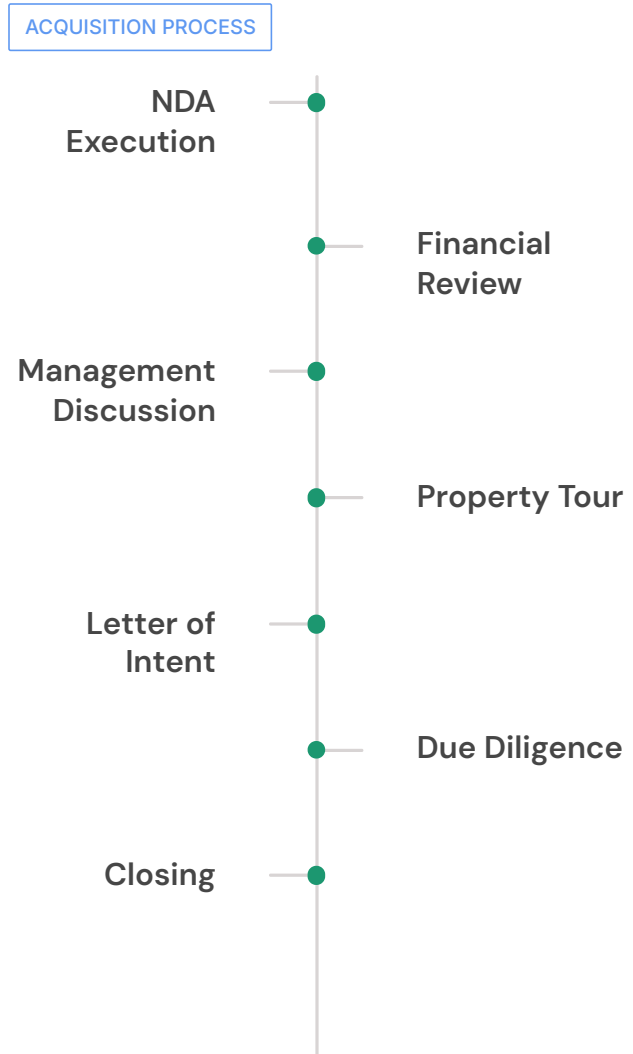 ACQUISITION PROCESS
NDA
Execution
Financial
Review
Management
Discussion
Property Tour
Letter of
Intent
Due Diligence
Closing